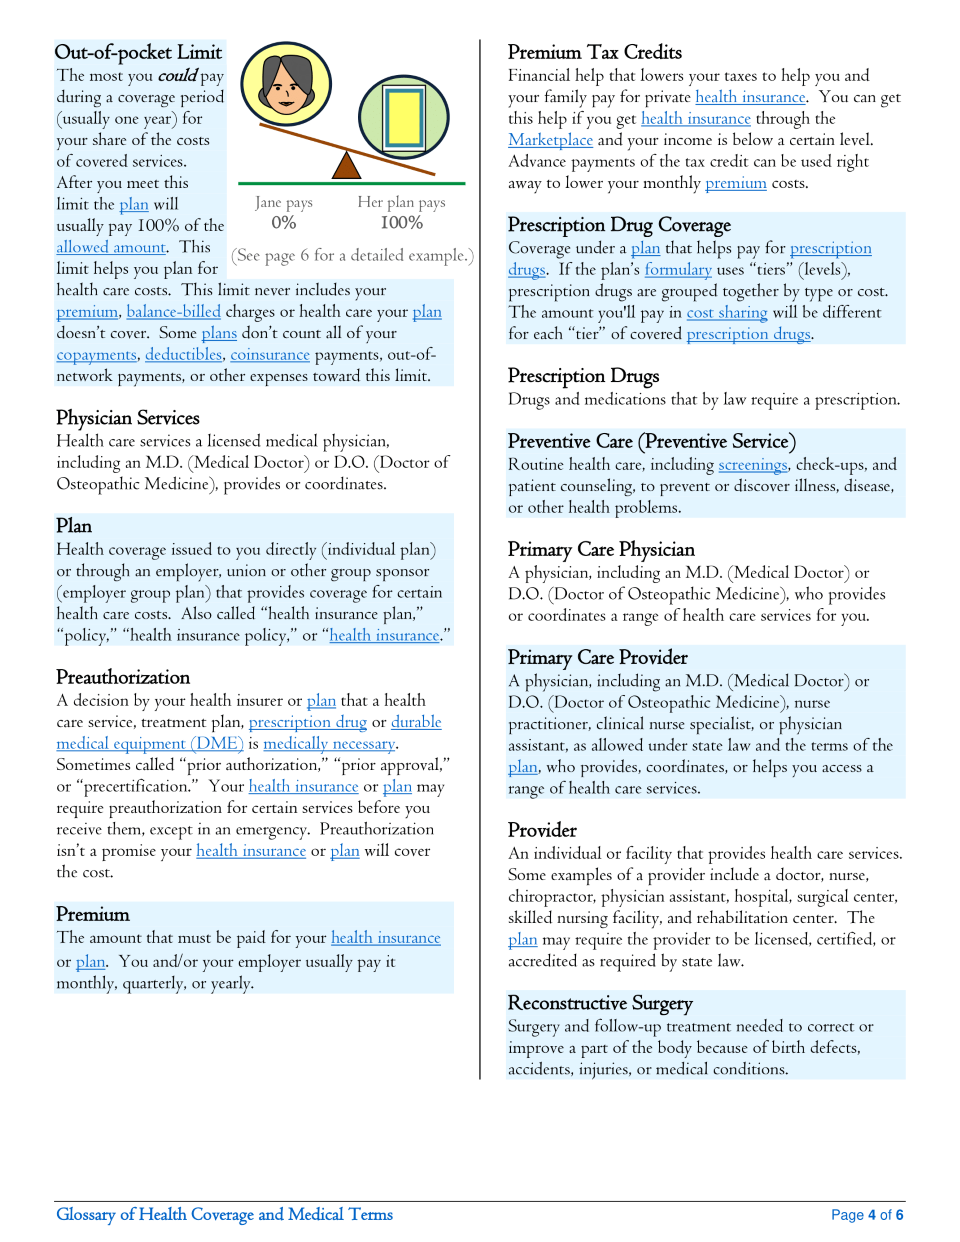 Out-of-pocket Limit
The most you could pay
during a coverage period
(usually one year) for
your share of the costs
of covered services.
After you meet this
limit the plan will
usually pay 100% of the
allowed amount.  This
limit helps you plan for
health care costs.  This limit never includes your
premium, balance-billed charges or health care your plan
doesn’t cover.  Some plans don’t count all of your
copayments, deductibles, coinsurance payments, out-of-
network payments, or other expenses toward this limit.
Jane pays
0%
Her plan pays
100%
(See page 6 for a detailed example.)
Physician Services
Health care services a licensed medical physician,
including an M.D. (Medical Doctor) or D.O. (Doctor of
Osteopathic Medicine), provides or coordinates.
Plan
Health coverage issued to you directly (individual plan)
or through an employer, union or other group sponsor
(employer group plan) that provides coverage for certain
health care costs.  Also called “health insurance plan,”
“policy,” “health insurance policy,” or “health insurance.”
Preauthorization
A decision by your health insurer or plan that a health
care service, treatment plan, prescription drug or durable
medical equipment (DME) is medically necessary.
Sometimes called “prior authorization,” “prior approval,”
or “precertification.”  Your health insurance or plan may
require preauthorization for certain services before you
receive them, except in an emergency.  Preauthorization
isn’t a promise your health insurance or plan will cover
the cost.
Premium
The amount that must be paid for your health insurance
or plan.  You and/or your employer usually pay it
monthly, quarterly, or yearly.
Premium Tax Credits
Financial help that lowers your taxes to help you and
your family pay for private health insurance.  You can get
this help if you get health insurance through the
Marketplace and your income is below a certain level.
Advance payments of the tax credit can be used right
away to lower your monthly premium costs.
Prescription Drug Coverage
Coverage under a plan that helps pay for prescription
drugs.  If the plan’s formulary uses “tiers” (levels),
prescription drugs are grouped together by type or cost.
The amount you'll pay in cost sharing will be different
for each “tier” of covered prescription drugs.
Prescription Drugs
Drugs and medications that by law require a prescription.
Preventive Care (Preventive Service)
Routine health care, including screenings, check-ups, and
patient counseling, to prevent or discover illness, disease,
or other health problems.
Primary Care Physician
A physician, including an M.D. (Medical Doctor) or
D.O. (Doctor of Osteopathic Medicine), who provides
or coordinates a range of health care services for you.
Primary Care Provider
A physician, including an M.D. (Medical Doctor) or
D.O. (Doctor of Osteopathic Medicine), nurse
practitioner, clinical nurse specialist, or physician
assistant, as allowed under state law and the terms of the
plan, who provides, coordinates, or helps you access a
range of health care services.
Provider
An individual or facility that provides health care services.
Some examples of a provider include a doctor, nurse,
chiropractor, physician assistant, hospital, surgical center,
skilled nursing facility, and rehabilitation center.  The
plan may require the provider to be licensed, certified, or
accredited as required by state law.
Reconstructive Surgery
Surgery and follow-up treatment needed to correct or
improve a part of the body because of birth defects,
accidents, injuries, or medical conditions.
Glossary of Health Coverage and Medical Terms
Page 4 of 6